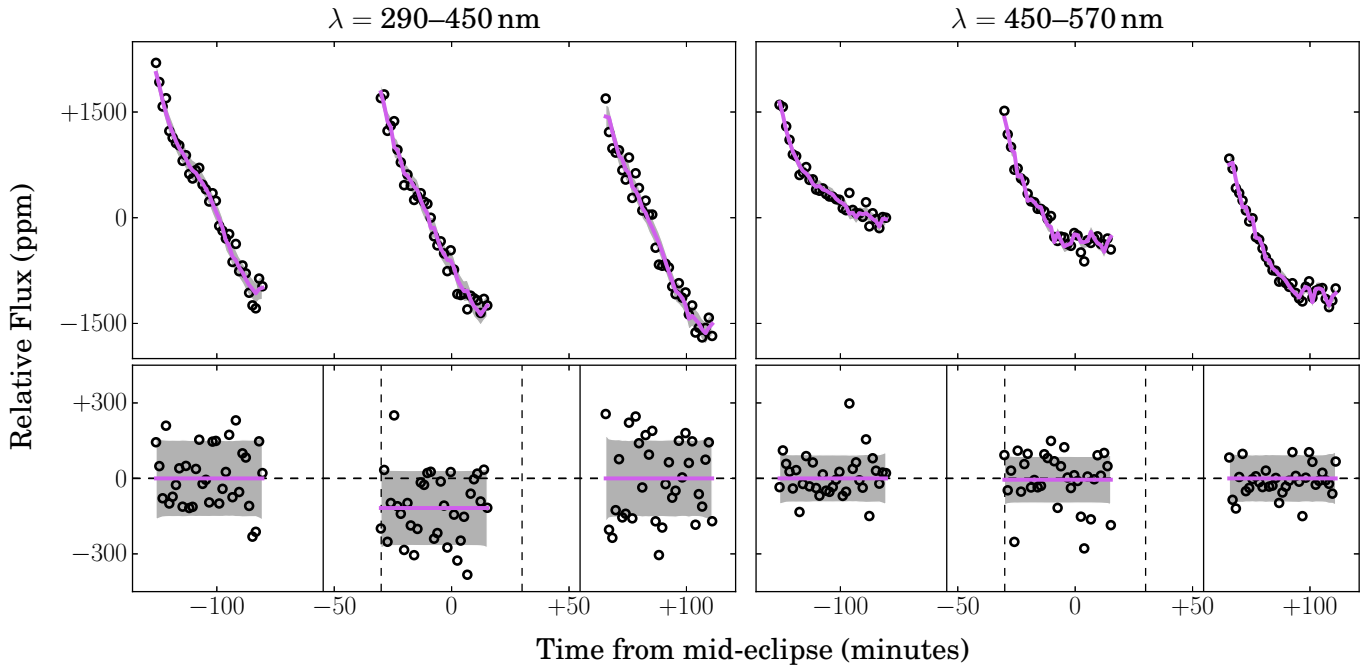 λ = 290–450 nm
λ = 450–570 nm
+1500
0
−1500
+300
0
−300
Relative Flux (ppm)
−100 −50 0 +50 +100
−100 −50 0 +50 +100
Time from mid-eclipse (minutes)